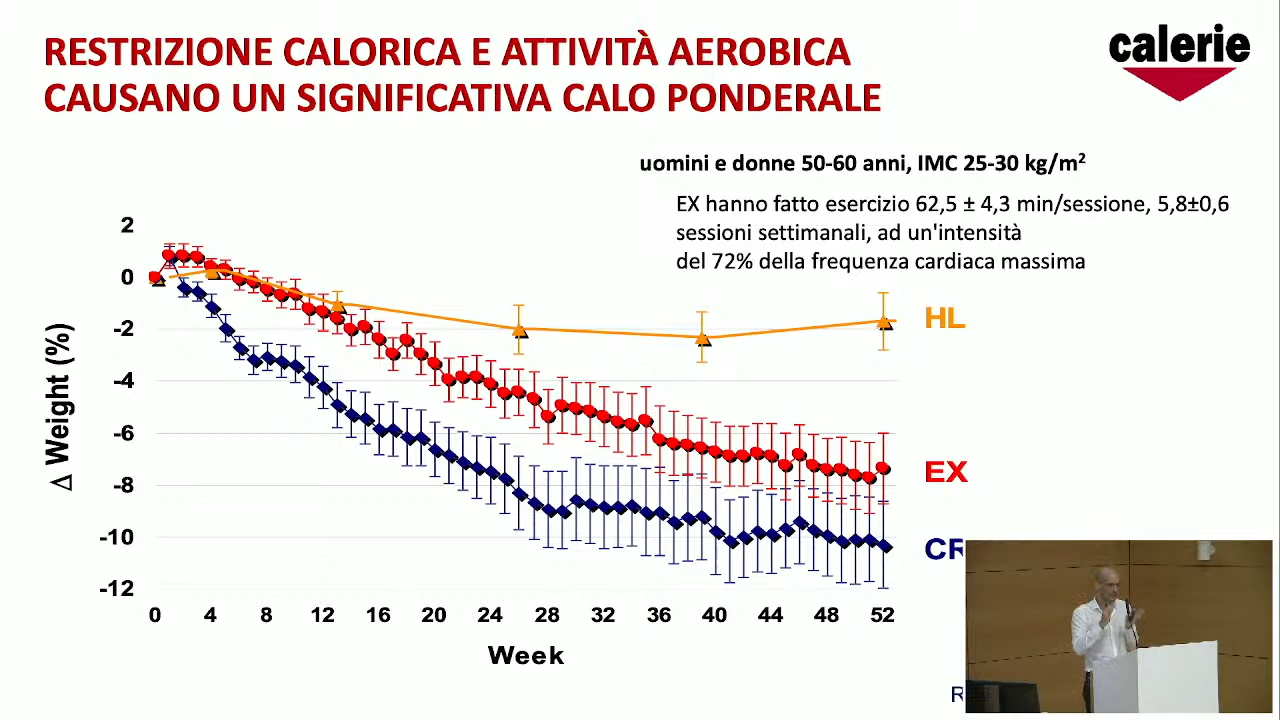 RESTRIZIONE CALORICA E ATTIVITÀ AEROBICA
CAUSANO UN SIGNIFICATIVA CALO PONDERALE
calerie
uomini e donne 50-60 anni, IMC 25-30 kg/m²
EX hanno fatto esercizio 62,5 ± 4,3 min/sessione, 5,8±0,6
sessioni settimanali, ad un'intensità
del 72% della frequenza cardiaca massima
2
0
-2
-4
-6
-8
-10
-12
Δ Weight (%)
HL
EX
CR
0 4 8 12 16 20 24 28 32 36 40 44 48 52
Week